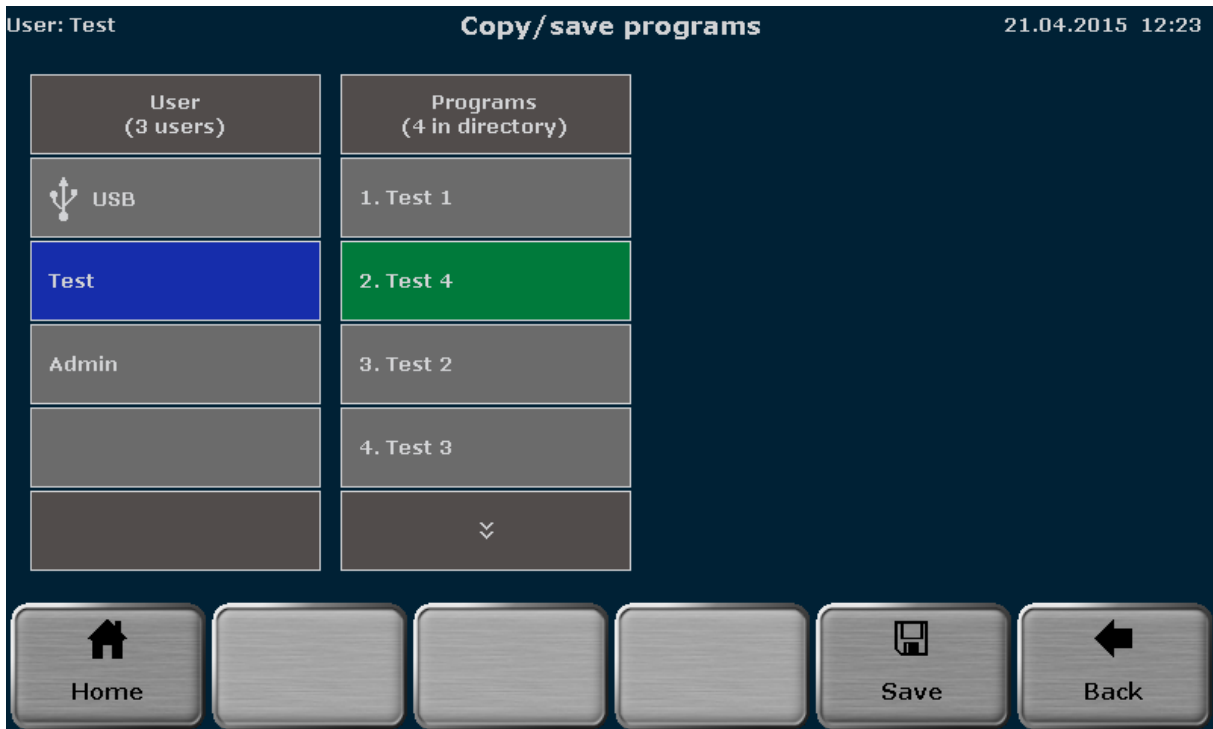 User: Test
Copy/save programs
21.04.2015 12:23
User
(3 users)
Programs
(4 in directory)
USB
1. Test 1
Test
2. Test 4
Admin
3. Test 2
4. Test 3
Home
Save
Back